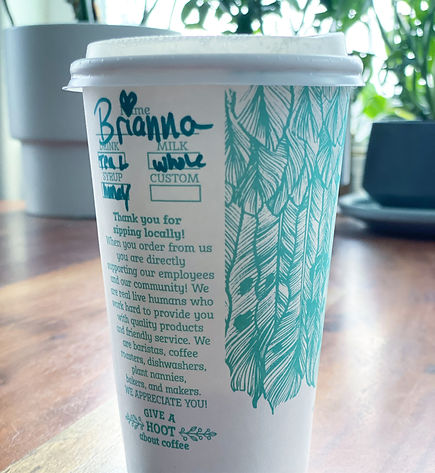 Name
Brianna
DRINK MILK
whole
SYRUP CUSTOM
Thank you for
sipping locally!
When you order from us
you are directly
supporting our employees
and our community! We
are real live humans who
work hard to provide you
with quality products
and friendly service. We
are baristas, coffee
roasters, dishwashers,
plant nannies,
bakers, and makers.
WE APPRECIATE YOU!
GIVE A
HOOT
about coffee